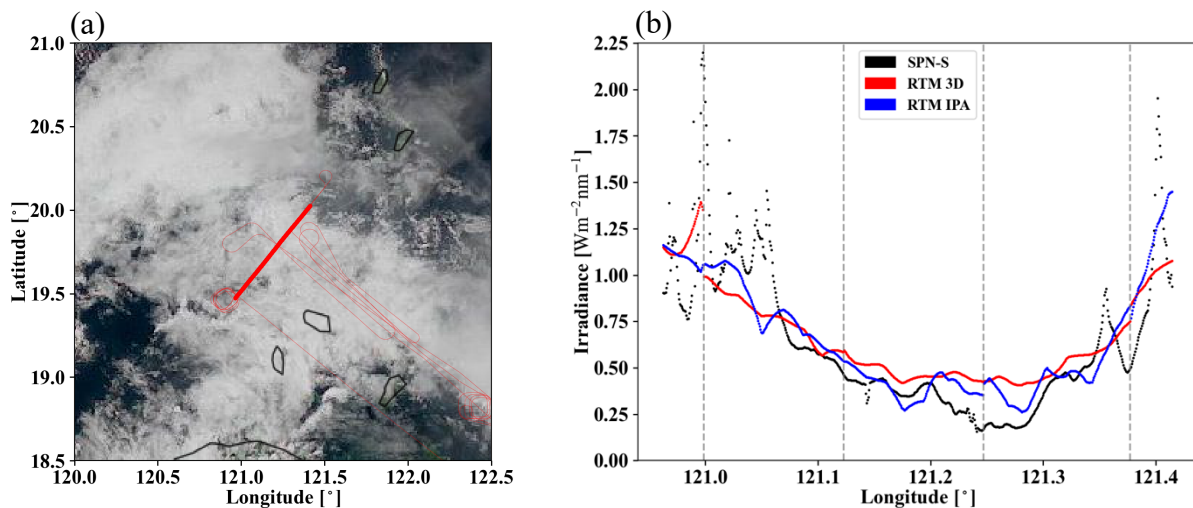 (a)
21.0
20.5
20.0
19.5
19.0
18.5
Latitude [°]
120.0 120.5 121.0 121.5 122.0 122.5
Longitude [°]
(b)
2.25
2.00
1.75
1.50
1.25
1.00
0.75
0.50
0.25
0.00
Irradiance [Wm−2nm−1]
SPN-S
RTM 3D
RTM IPA
121.0 121.1 121.2 121.3 121.4
Longitude [°]